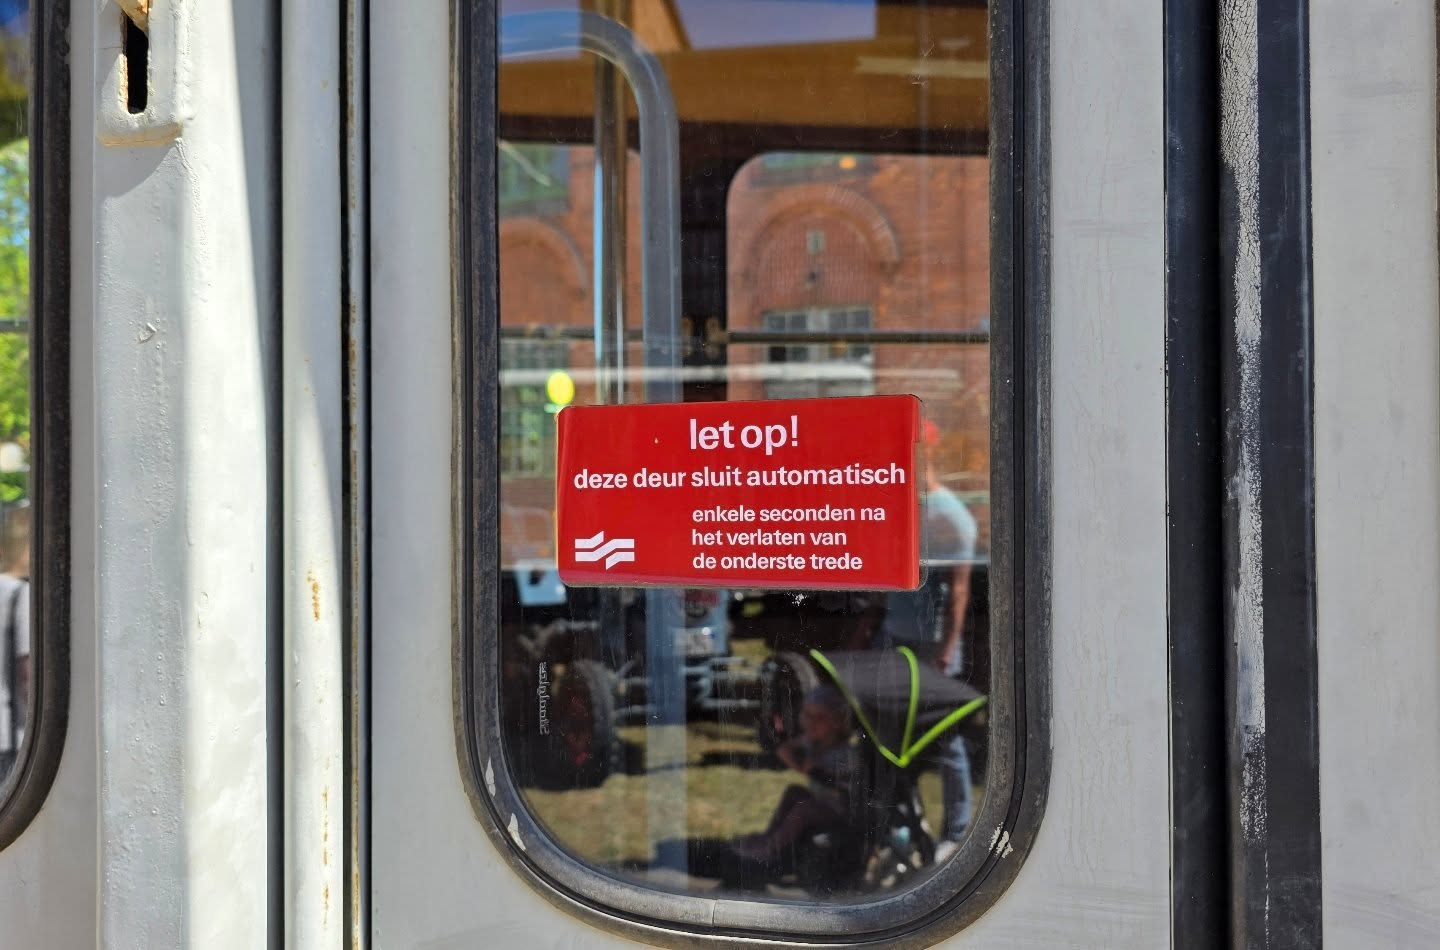 let op!
deze deur sluit automatisch
enkele seconden na
het verlaten van
de onderste trede